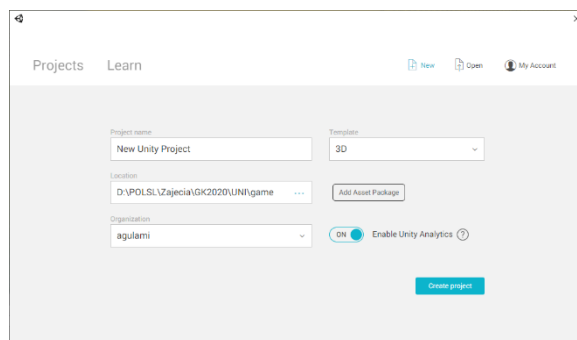 Projects Learn New Open My Account
Project name Template
New Unity Project 3D
Location
D:\POLSL\Zajecia\GK2020\UNI\game ... Add Asset Package
Organization
agulami ON Enable Unity Analytics ?
Create project